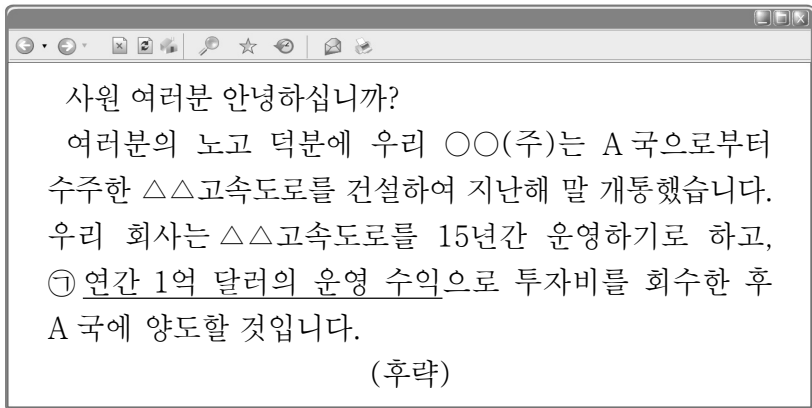 사원 여러분 안녕하십니까?
여러분의 노고 덕분에 우리 ○○(주)는 A 국으로부터
수주한 △△고속도로를 건설하여 지난해 말 개통했습니다.
우리 회사는 △△고속도로를 15년간 운영하기로 하고,
㉠ 연간 1억 달러의 운영 수익으로 투자비를 회수한 후
A 국에 양도할 것입니다.
(후략)